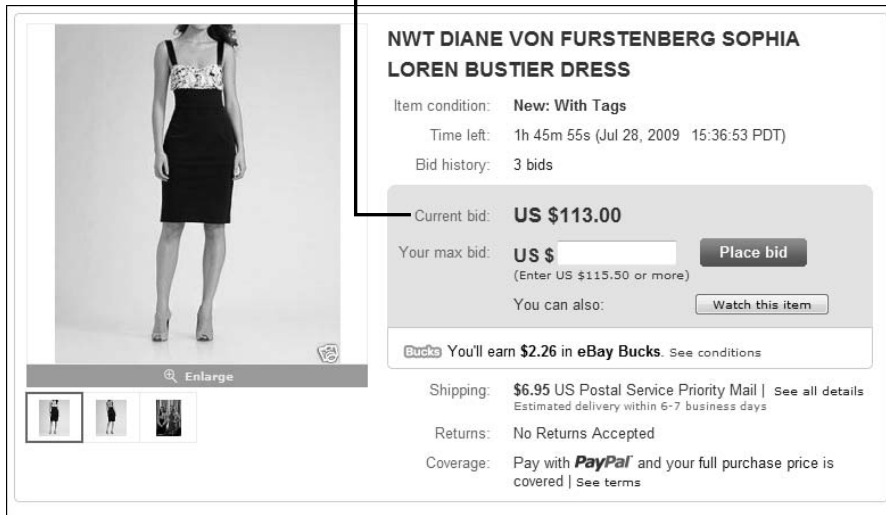 NWT DIANE VON FURSTENBERG SOPHIA
LOREN BUSTIER DRESS
Item condition: New: With Tags
Time left: 1h 45m 55s (Jul 28, 2009 15:36:53 PDT)
Bid history: 3 bids
Current bid: US $113.00
Your max bid: US $ Place bid
(Enter US $115.50 or more)
You can also: Watch this item
Bucks You'll earn $2.26 in eBay Bucks. See conditions
Enlarge
Shipping: $6.95 US Postal Service Priority Mail | See all details
Estimated delivery within 6-7 business days
Returns: No Returns Accepted
Coverage: Pay with PayPal and your full purchase price is
covered | See terms